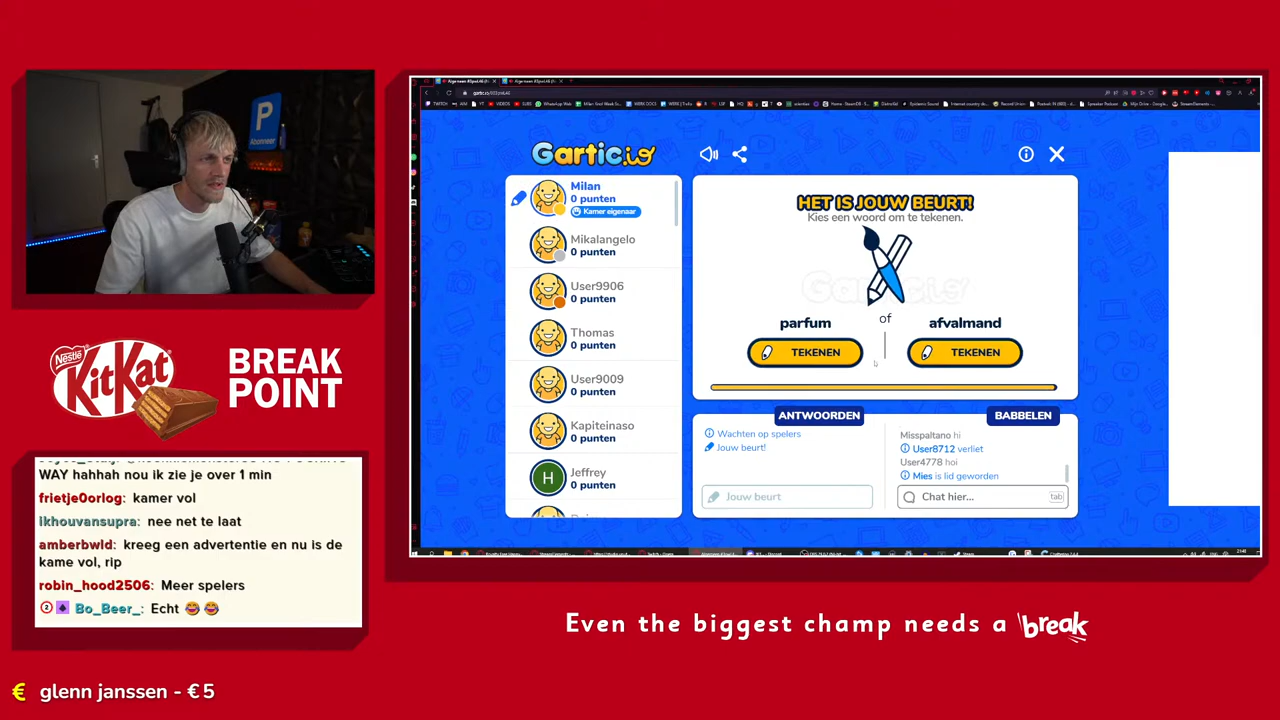 P
Abonneer
Nestlé
KitKat
BREAK
POINT
WAY hahhah nou ik zie je over 1 min
frietje0orlog: kamer vol
ikhouvansupra: nee net te laat
amberbwld: kreeg een advertentie en nu is de
kame vol, rip
robin_hood2506: Meer spelers
2 Bo_Beer_: Echt 😂 😂
€ glenn janssen - € 5
Gartic.io
Milan
0 punten
Kamer eigenaar
Mikalangelo
0 punten
User9906
0 punten
Thomas
0 punten
User9009
0 punten
Kapiteinaso
0 punten
H
Jeffrey
0 punten
HET IS JOUW BEURT!
Kies een woord om te tekenen.
Gartic.io
parfum
of
afvalmand
TEKENEN
TEKENEN
ANTWOORDEN
Wachten op spelers
Jouw beurt!
Jouw beurt
BABBELEN
Misspaltano hi
User8712 verliet
User4778 hoi
Mies is lid geworden
Chat hier...
tab
Even the biggest champ needs a break